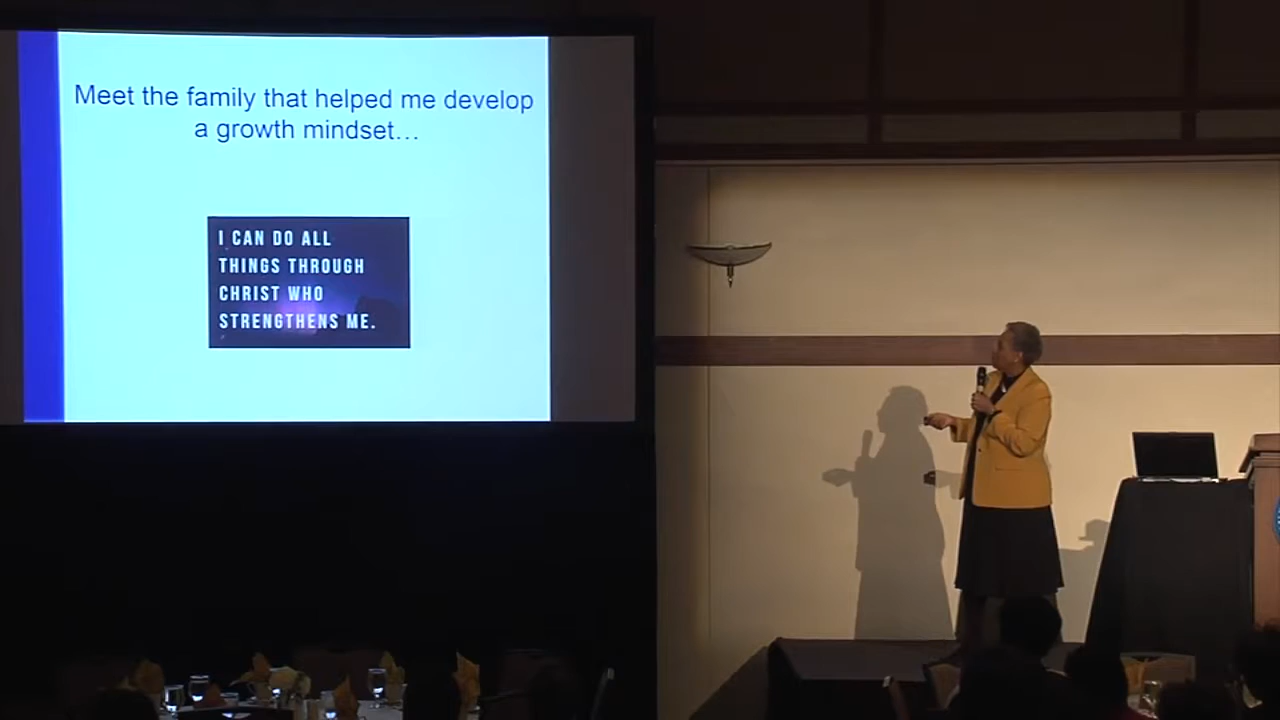 Meet the family that helped me develop
a growth mindset…
I CAN DO ALL
THINGS THROUGH
CHRIST WHO
STRENGTHENS ME.